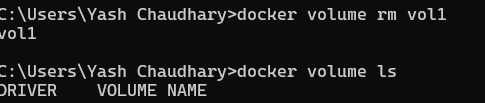 C:\Users\Yash Chaudhary>docker volume rm vol1
vol1
C:\Users\Yash Chaudhary>docker volume ls
DRIVER    VOLUME NAME